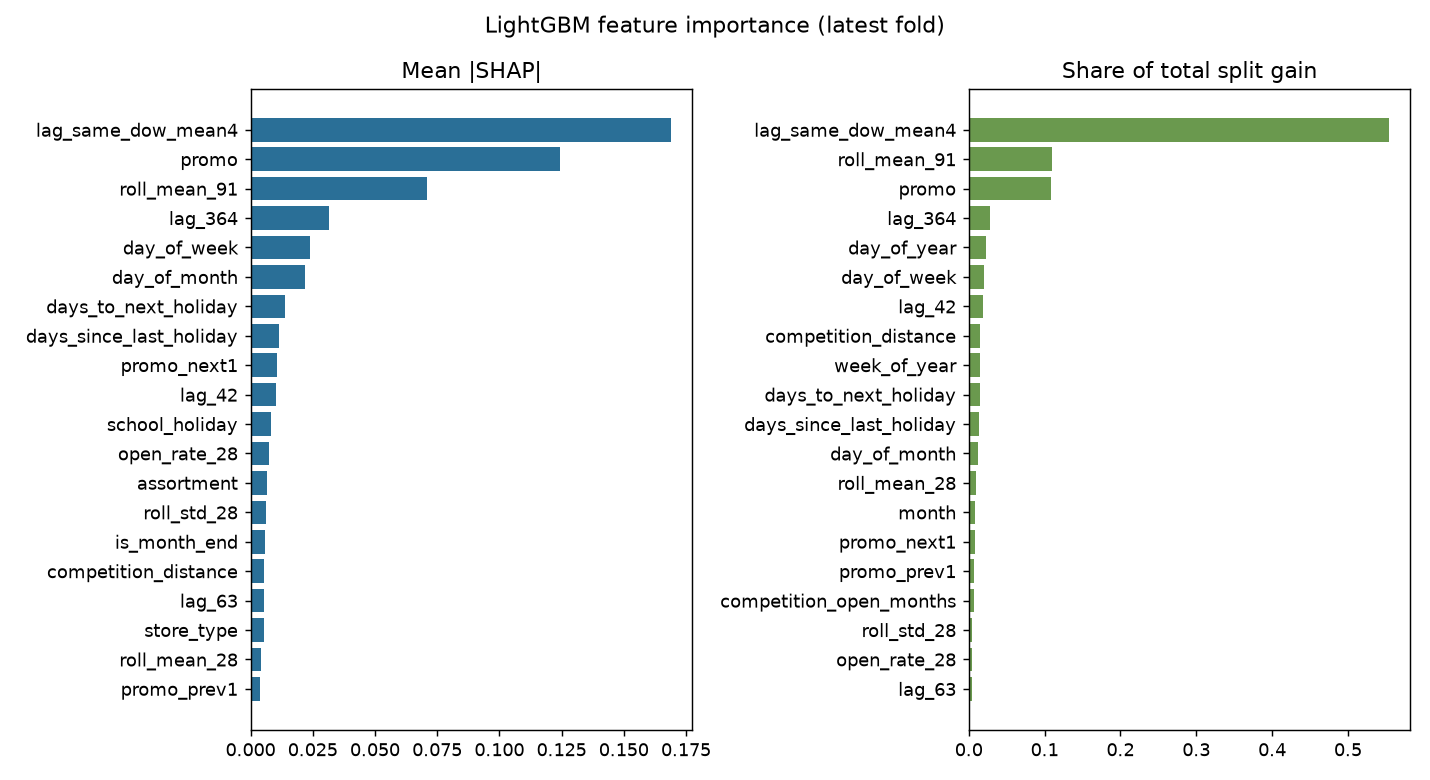 LightGBM feature importance (latest fold)
Mean |SHAP|
lag_same_dow_mean4
promo
roll_mean_91
lag_364
day_of_week
day_of_month
days_to_next_holiday
days_since_last_holiday
promo_next1
lag_42
school_holiday
open_rate_28
assortment
roll_std_28
is_month_end
competition_distance
lag_63
store_type
roll_mean_28
promo_prev1
0.000 0.025 0.050 0.075 0.100 0.125 0.150 0.175
Share of total split gain
lag_same_dow_mean4
roll_mean_91
promo
lag_364
day_of_year
day_of_week
lag_42
competition_distance
week_of_year
days_to_next_holiday
days_since_last_holiday
day_of_month
roll_mean_28
month
promo_next1
promo_prev1
competition_open_months
roll_std_28
open_rate_28
lag_63
0.0 0.1 0.2 0.3 0.4 0.5